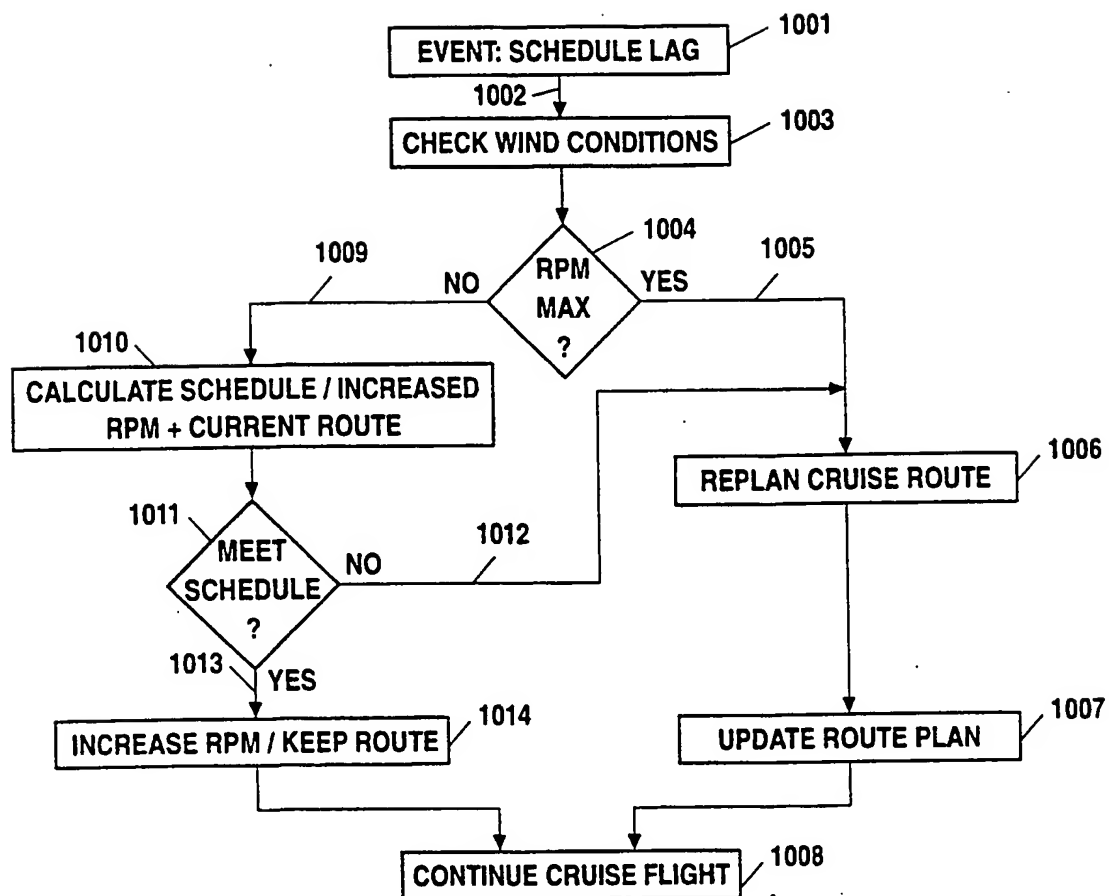 1001
EVENT: SCHEDULE LAG
1002
1003
CHECK WIND CONDITIONS
1004
1009
1005
NO
RPM
MAX
?
YES
1010
CALCULATE SCHEDULE / INCREASED
RPM + CURRENT ROUTE
1006
REPLAN CRUISE ROUTE
1011
MEET
SCHEDULE
?
NO
1012
1013
YES
1014
INCREASE RPM / KEEP ROUTE
1007
UPDATE ROUTE PLAN
1008
CONTINUE CRUISE FLIGHT